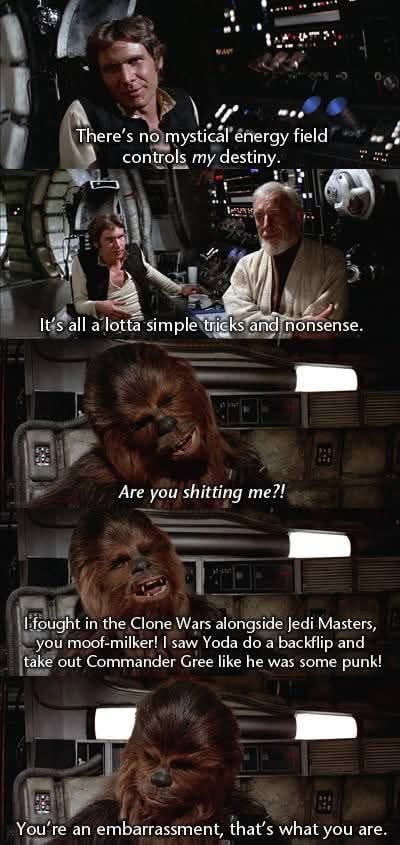 There's no mystical energy field
controls my destiny.
It's all a lotta simple tricks and nonsense.
Are you shitting me?!
I fought in the Clone Wars alongside Jedi Masters,
you moof-milker! I saw Yoda do a backflip and
take out Commander Gree like he was some punk!
You're an embarrassment, that's what you are.